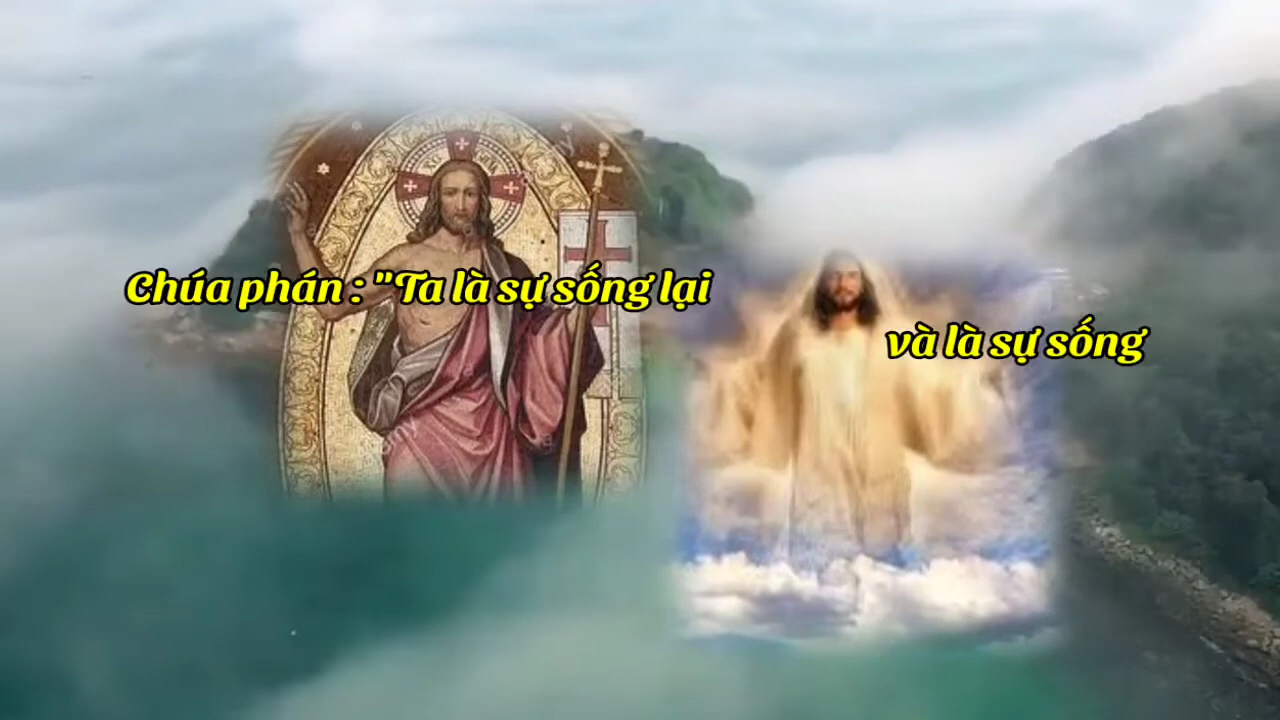 Chúa phán : "Ta là sự sống lại
và là sự sống